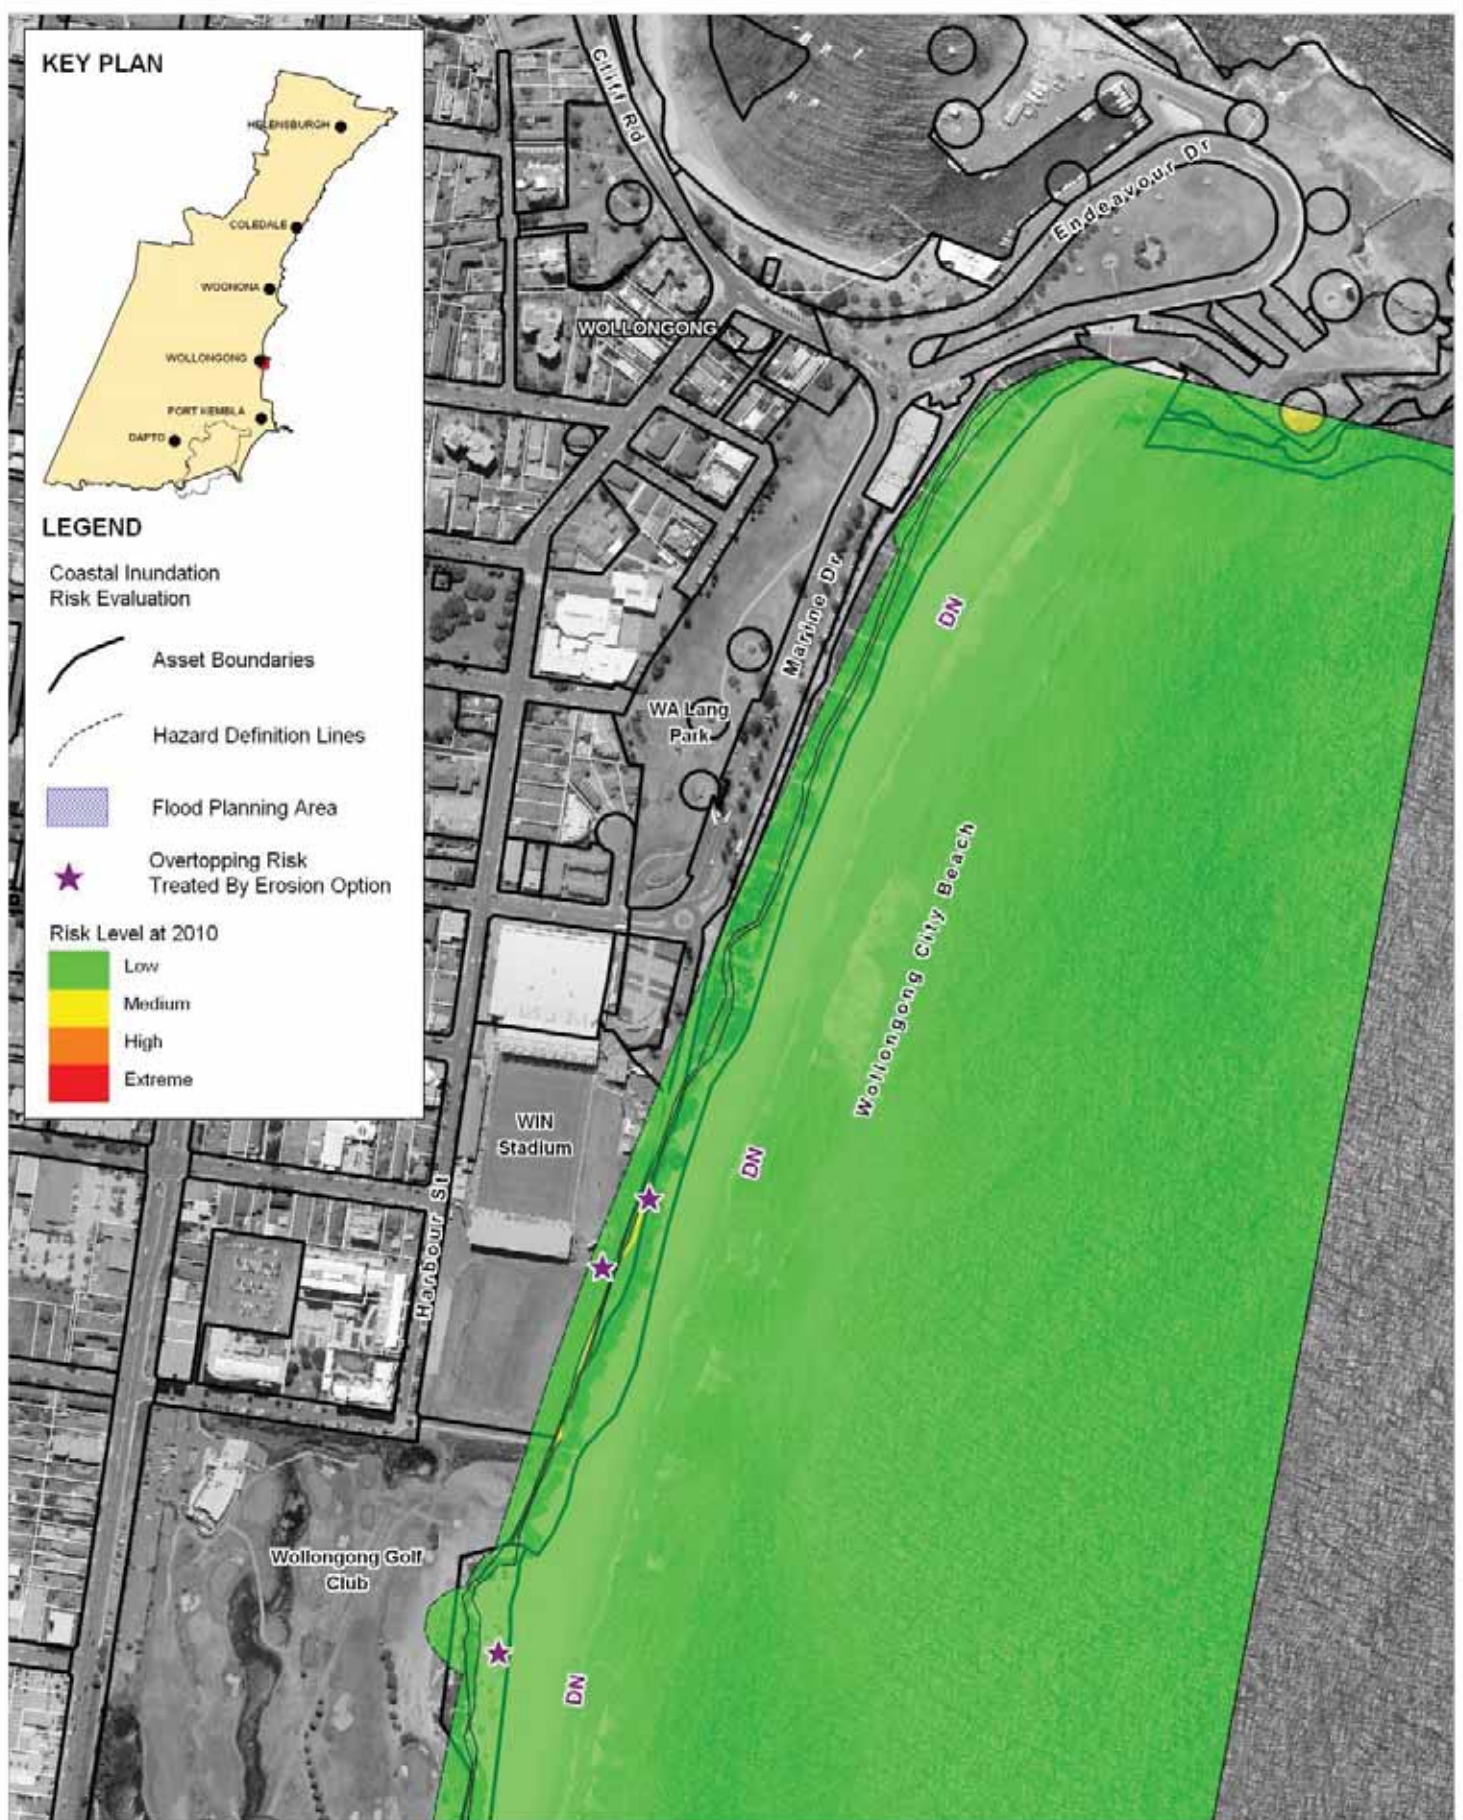 KEY PLAN
HELENSBURGH
COLEDALE
WOONONA
WOLLONGONG
PORT KEMBLA
DAPTO
LEGEND
Coastal Inundation
Risk Evaluation
Asset Boundaries
Hazard Definition Lines
Flood Planning Area
Overtopping Risk
Treated By Erosion Option
Risk Level at 2010
Low
Medium
High
Extreme
Cliff Rd
Endeavour Dr
WOLLONGONG
DN
Marine Dr
WA Lang
Park
Wollongong City Beach
WIN
Stadium
DN
Harbour St
Wollongong Golf
Club
DN